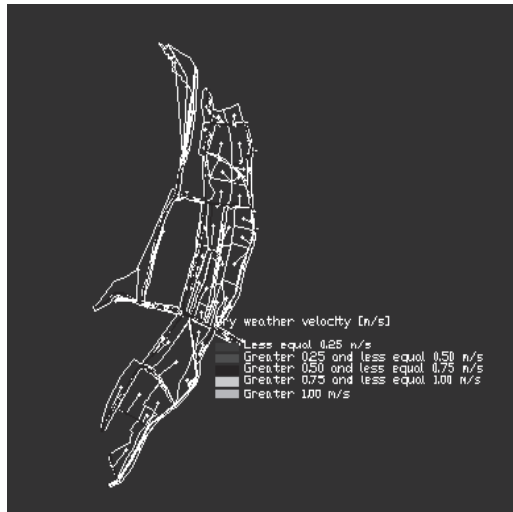 Dry weather velocity [m/s]
Less equal 0.25 m/s
Greater 0.25 and less equal 0.50 m/s
Greater 0.50 and less equal 0.75 m/s
Greater 0.75 and less equal 1.00 m/s
Greater 1.00 m/s